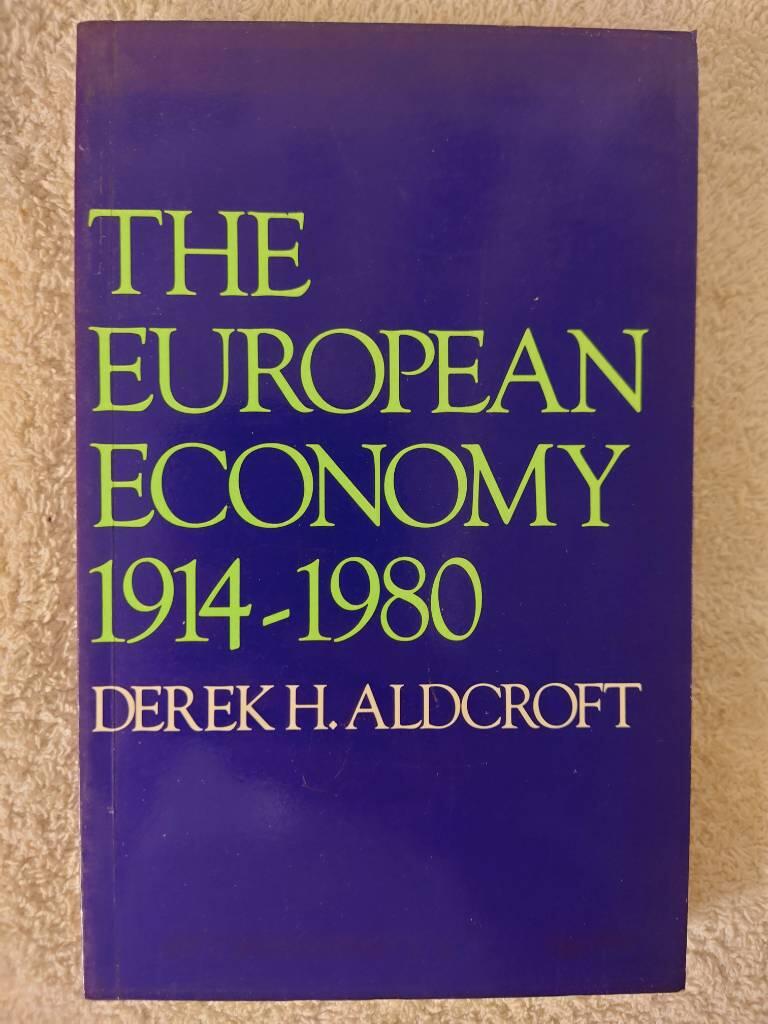 THE
EUROPEAN
ECONOMY
1914-1980
DEREK H. ALDCROFT